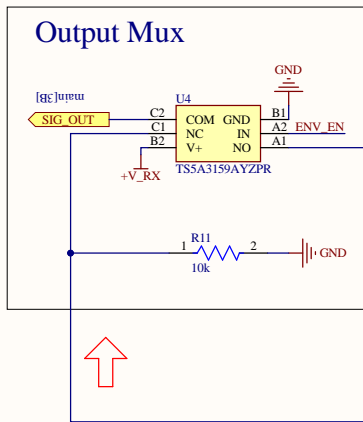 Output Mux
main[3B]
SIG_OUT
U4
C2 COM GND B1
C1 NC IN A2 ENV_EN
B2 V+ NO A1
TS5A3159AYZPR
GND
+V_RX
1 R11 2
10k
GND